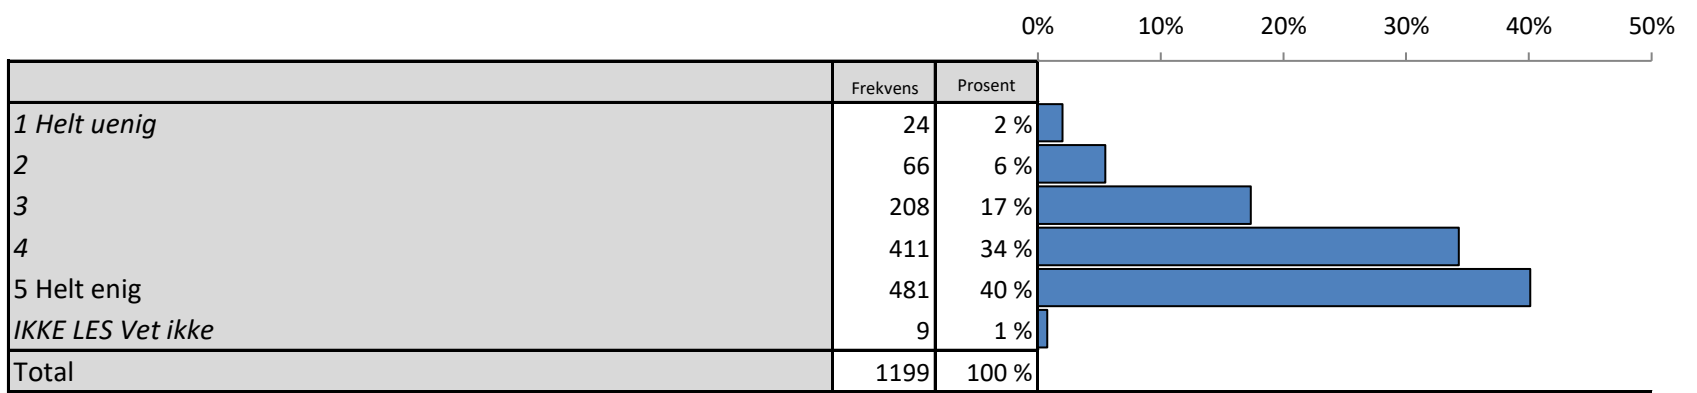 0% 10% 20% 30% 40% 50%
Frekvens Prosent
1 Helt uenig 24 2 %
2 66 6 %
3 208 17 %
4 411 34 %
5 Helt enig 481 40 %
IKKE LES Vet ikke 9 1 %
Total 1199 100 %